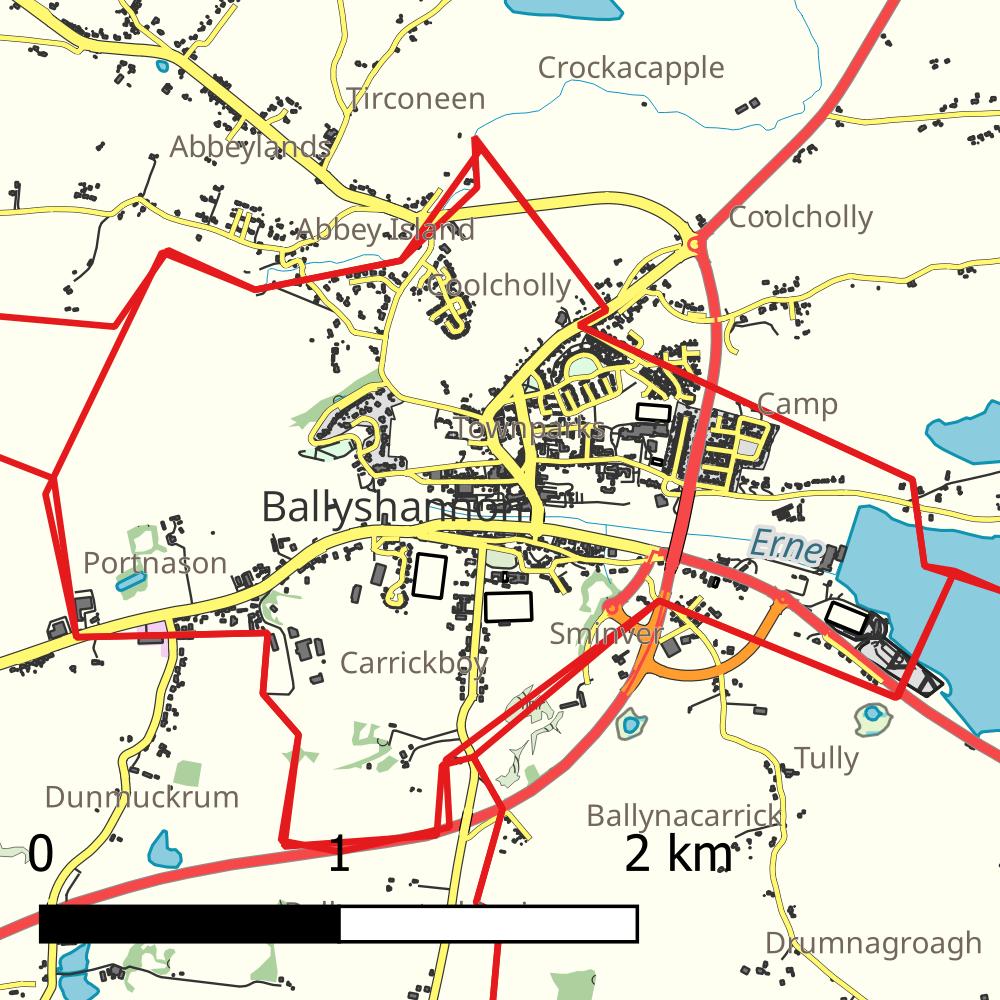 Crockacapple
Tirconeen
Abbeylands
Coolcholly
Abbey Island
Coolcholly
Camp
Townparks
Ballyshannon
Erne
Portnason
Sminver
Carrickboy
Tully
Dunmuckrum
Ballynacarrick
0 1 2 km
Drumnagroagh